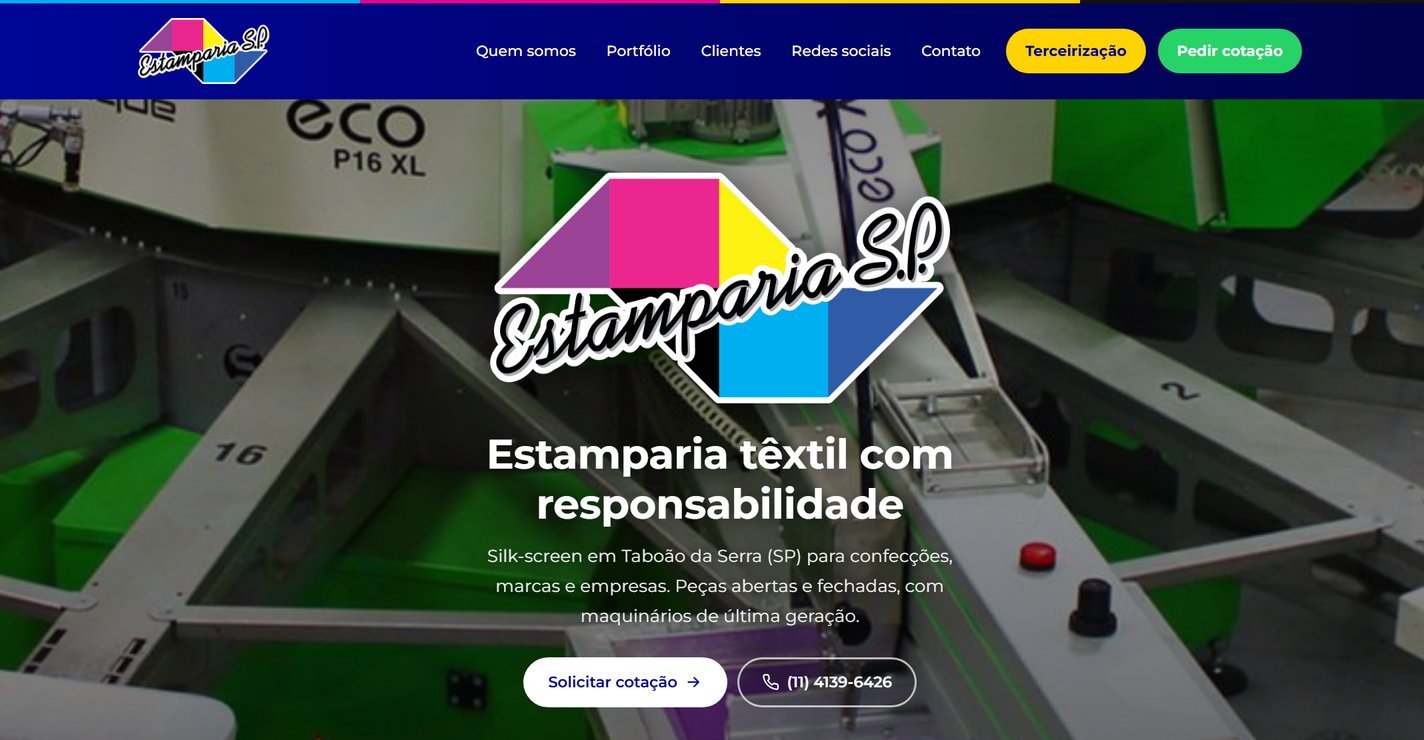 Estamparia S.P.
Quem somos
Portfólio
Clientes
Redes sociais
Contato
Terceirização
Pedir cotação
eco
P16 XL
eco
15
Estamparia S.P.
2
16
Estamparia têxtil com
responsabilidade
Silk-screen em Taboão da Serra (SP) para confecções,
marcas e empresas. Peças abertas e fechadas, com
maquinários de última geração.
Solicitar cotação →
(11) 4139-6426